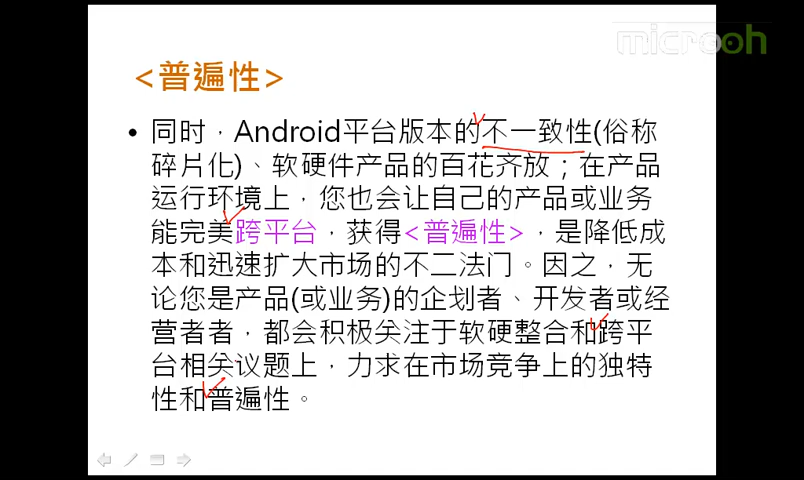 microoh
<普遍性>
• 同时，Android平台版本的不一致性(俗称
碎片化)、软硬件产品的百花齐放；在产品
运行环境上，您也会让自己的产品或业务
能完美跨平台，获得<普遍性>，是降低成
本和迅速扩大市场的不二法门。因之，无
论您是产品(或业务)的企划者、开发者或经
营者者，都会积极关注于软硬整合和跨平
台相关议题上，力求在市场竞争上的独特
性和普遍性。